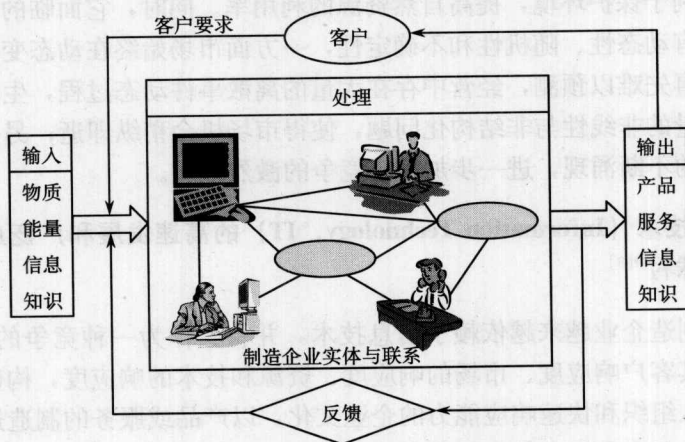 客户要求
客户
处理
输入
物质
能量
信息
知识
输出
产品
服务
信息
知识
制造企业实体与联系
反馈